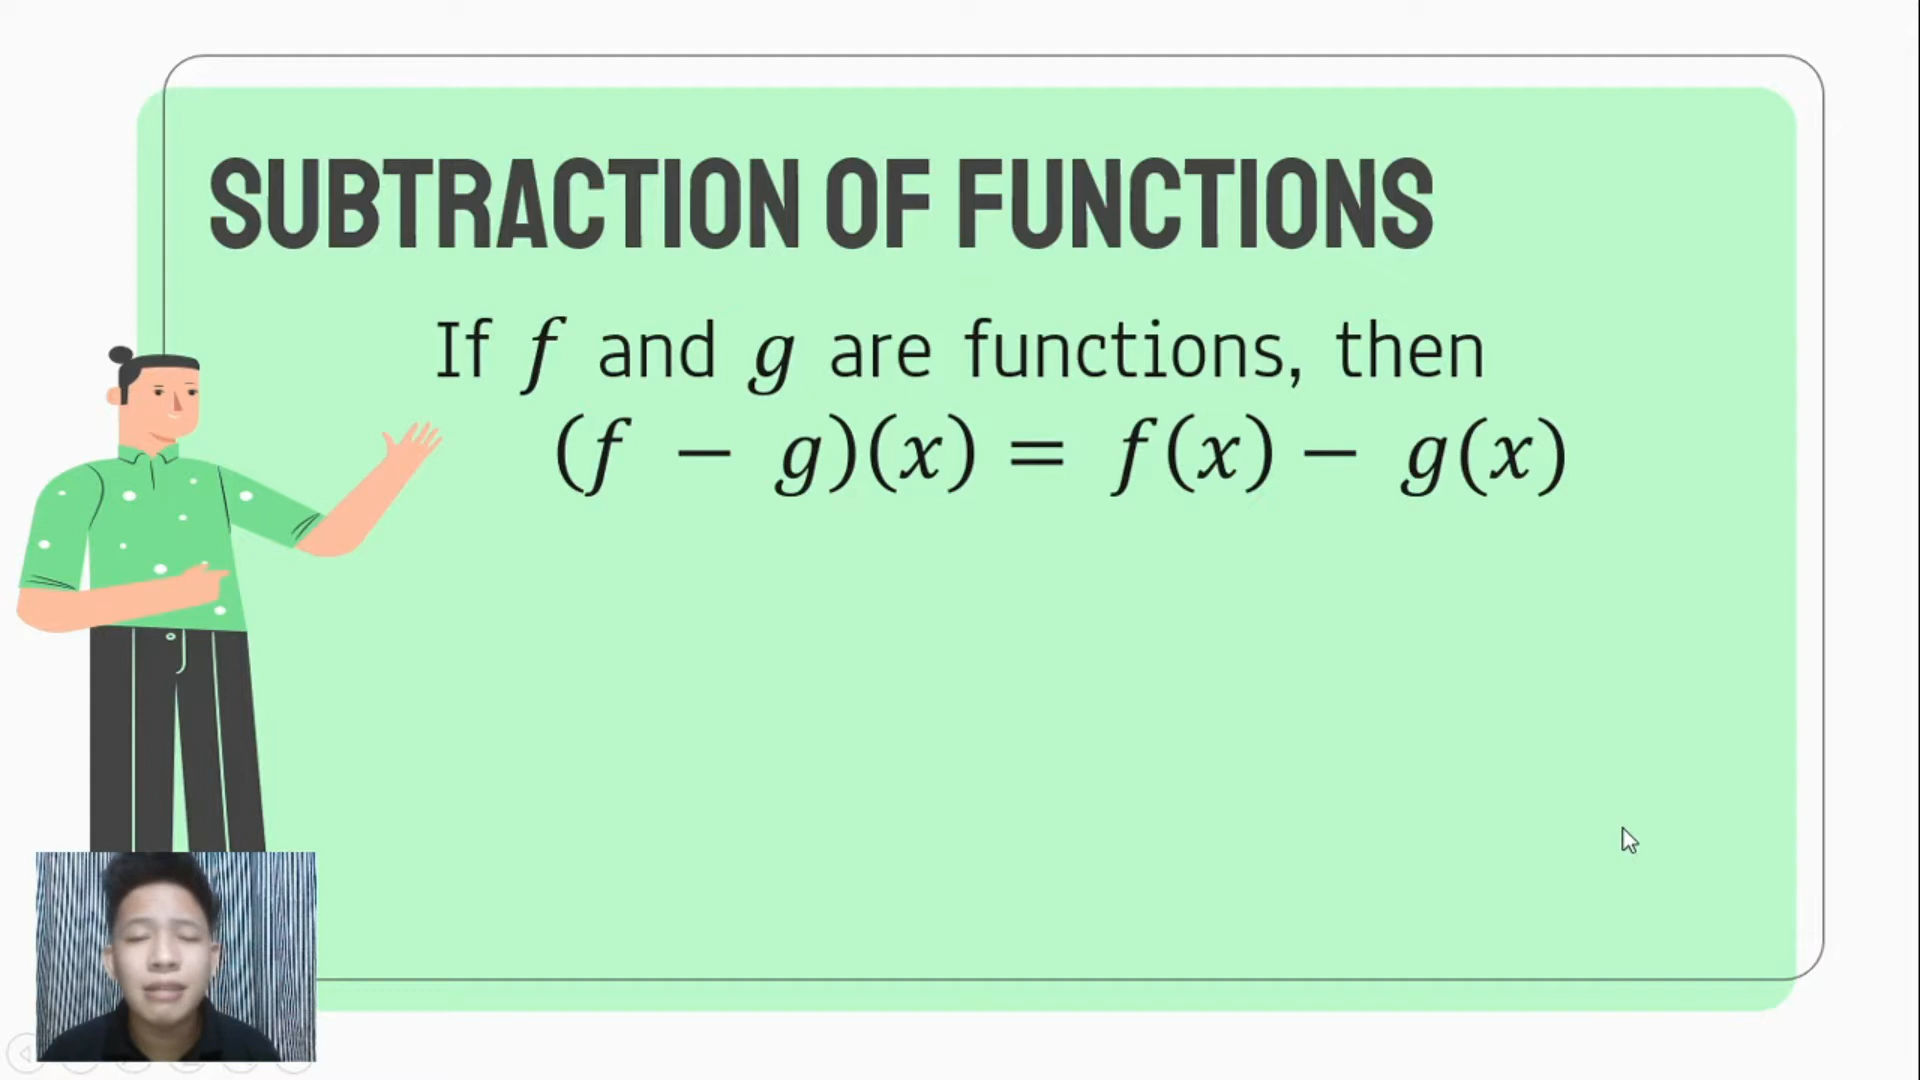 SUBTRACTION OF FUNCTIONS
If f and g are functions, then
(f − g)(x) = f(x) − g(x)